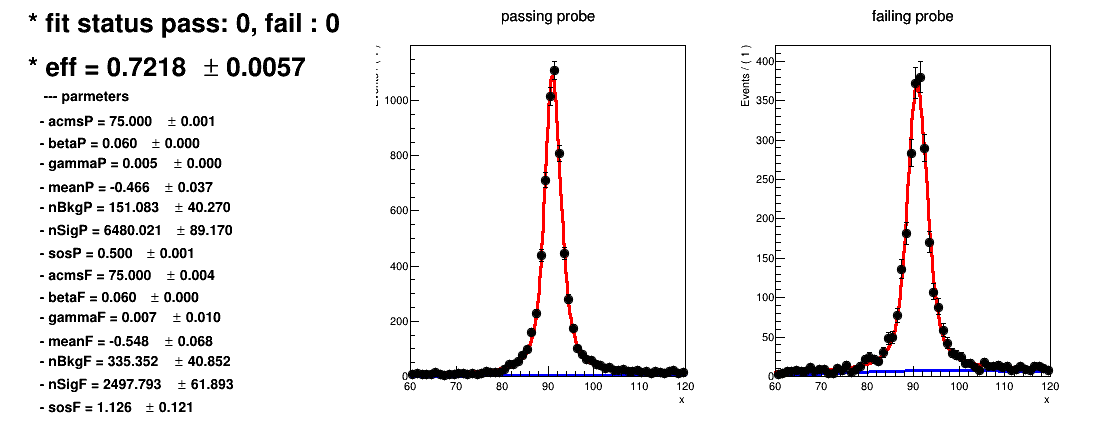 * fit status pass: 0, fail : 0
* eff = 0.7218 ± 0.0057
--- parmeters
- acmsP = 75.000 ± 0.001
- betaP = 0.060 ± 0.000
- gammaP = 0.005 ± 0.000
- meanP = -0.466 ± 0.037
- nBkgP = 151.083 ± 40.270
- nSigP = 6480.021 ± 89.170
- sosP = 0.500 ± 0.001
- acmsF = 75.000 ± 0.004
- betaF = 0.060 ± 0.000
- gammaF = 0.007 ± 0.010
- meanF = -0.548 ± 0.068
- nBkgF = 335.352 ± 40.852
- nSigF = 2497.793 ± 61.893
- sosF = 1.126 ± 0.121
passing probe
1000
800
600
400
200
0
60 70 80 90 100 110 120
x
failing probe
Events / ( 1 )
400
350
300
250
200
150
100
50
0
60 70 80 90 100 110 120
x